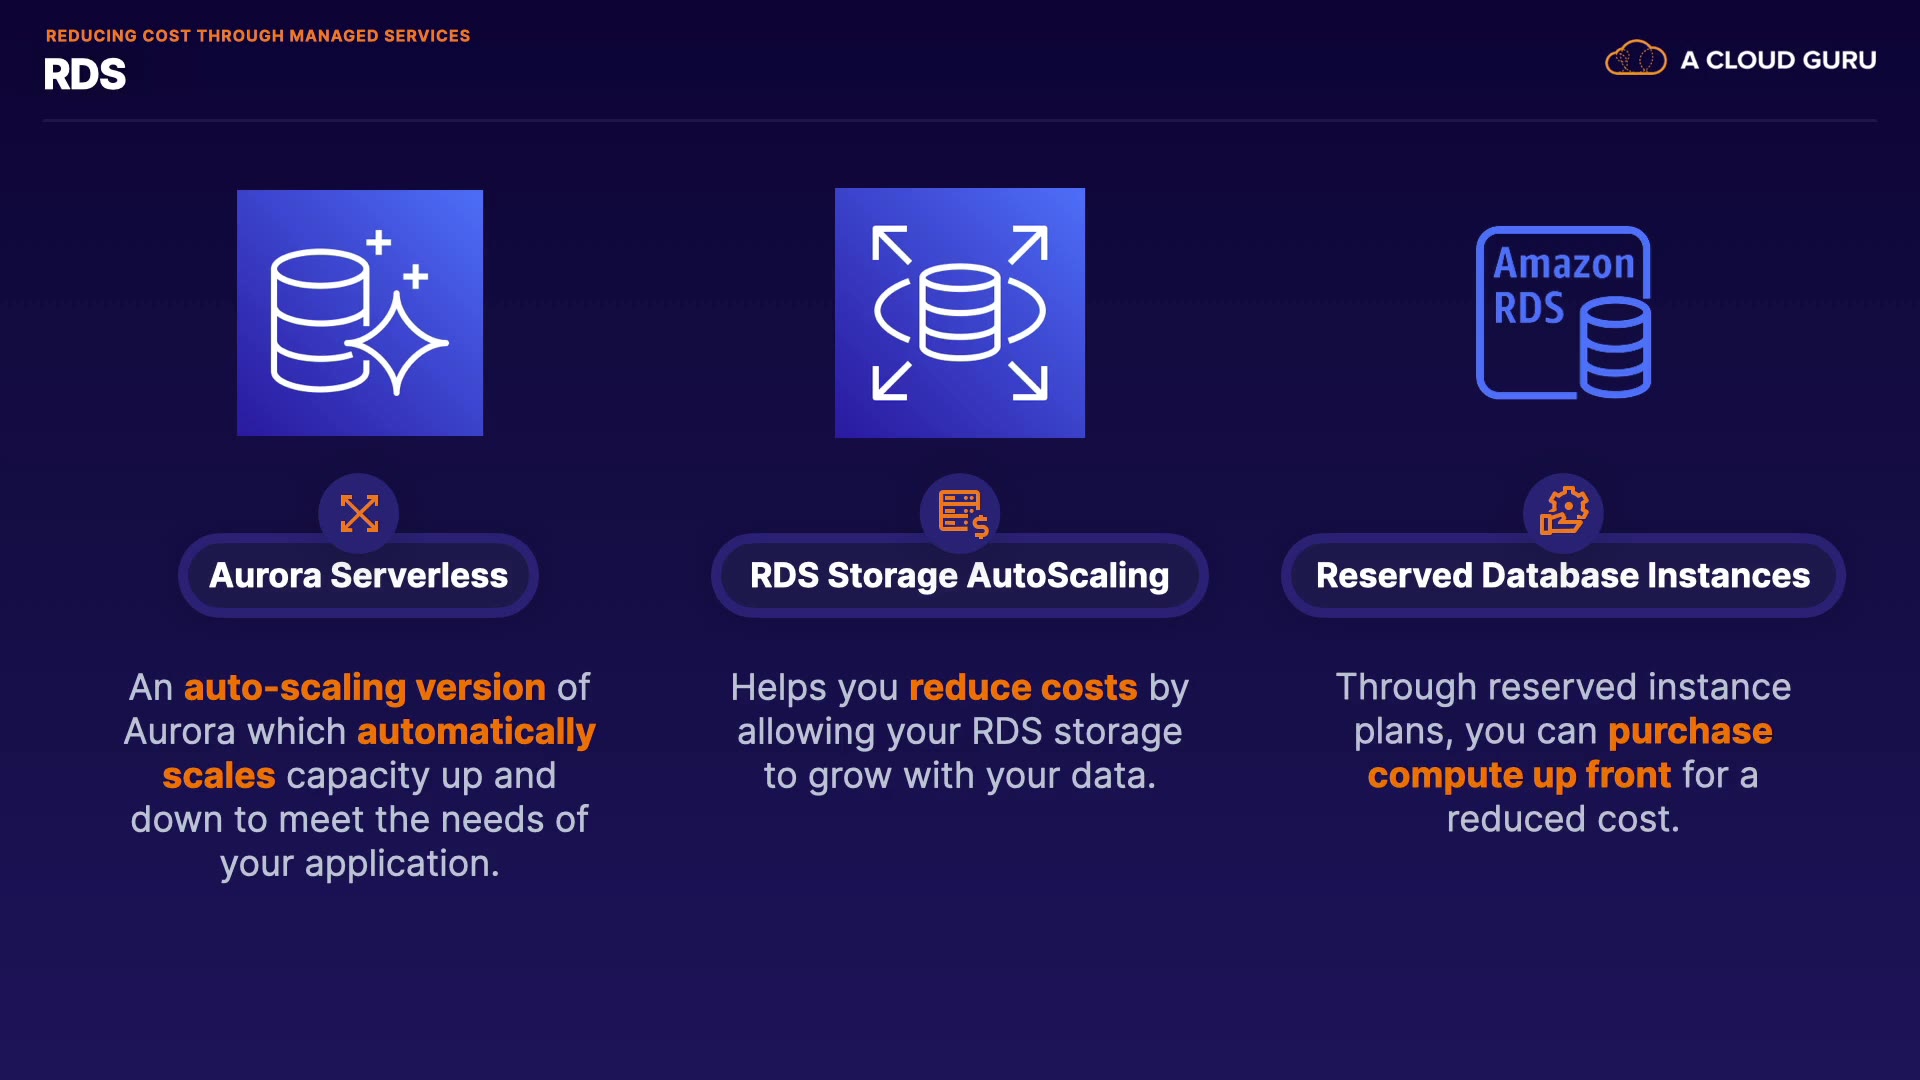 REDUCING COST THROUGH MANAGED SERVICES
RDS
A CLOUD GURU
Amazon
RDS
Aurora Serverless
RDS Storage AutoScaling
Reserved Database Instances
An auto-scaling version of
Aurora which automatically
scales capacity up and
down to meet the needs of
your application.
Helps you reduce costs by
allowing your RDS storage
to grow with your data.
Through reserved instance
plans, you can purchase
compute up front for a
reduced cost.